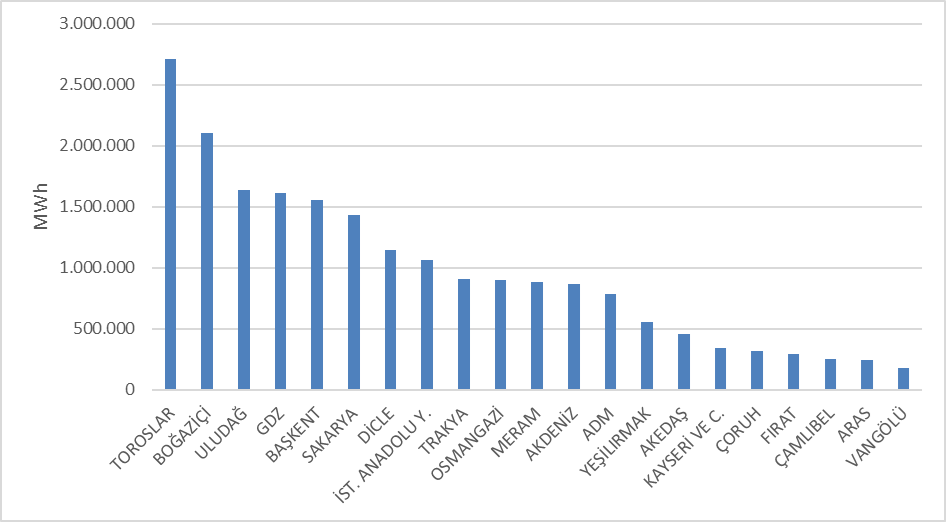 3.000.000
2.500.000
2.000.000
1.500.000
1.000.000
500.000
0
MWh
TOROSLAR
BOĞAZİÇİ
ULUDAĞ
GDZ
BAŞKENT
SAKARYA
DİCLE
İST. ANADOLU Y.
TRAKYA
OSMANGAZİ
MERAM
AKDENİZ
ADM
YEŞİLIRMAK
AKEDAŞ
KAYSERİ VE C.
ÇORUH
FIRAT
ÇAMLIBEL
ARAS
VANGÖLÜ